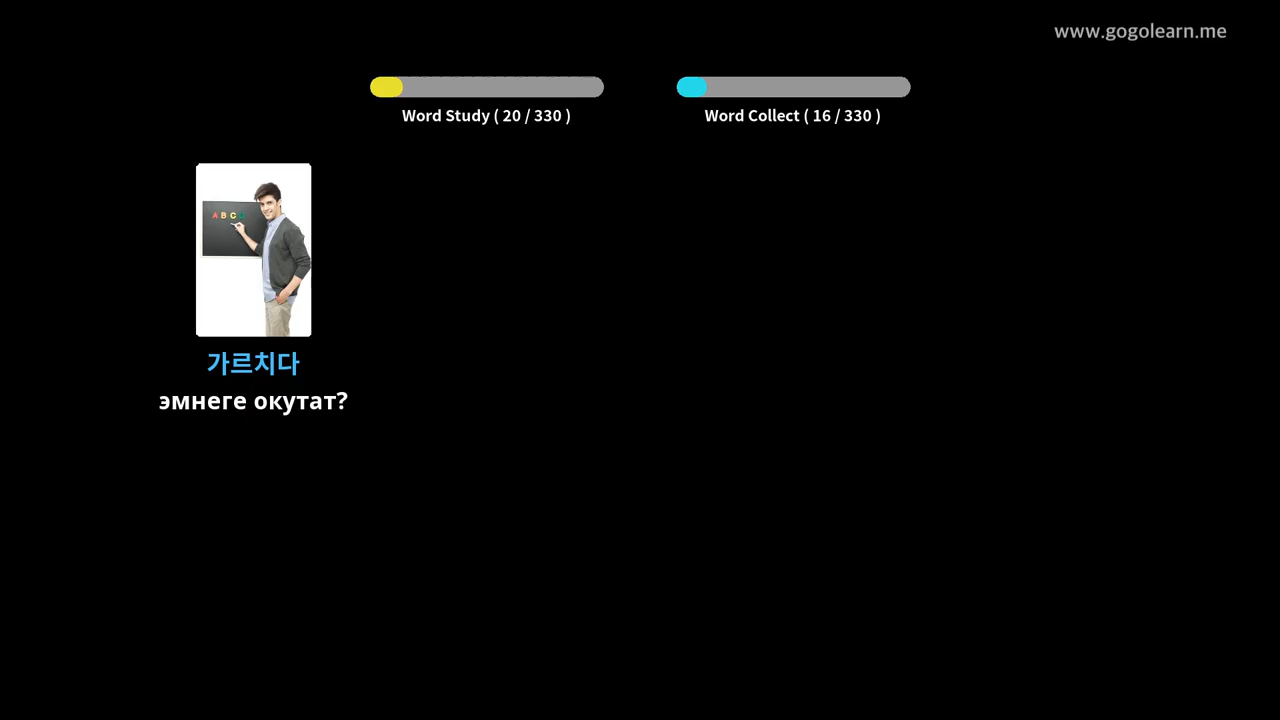 www.gogolearn.me
Word Study ( 20 / 330 )
Word Collect ( 16 / 330 )
A B C D
가르치다
эмнеге окутат?